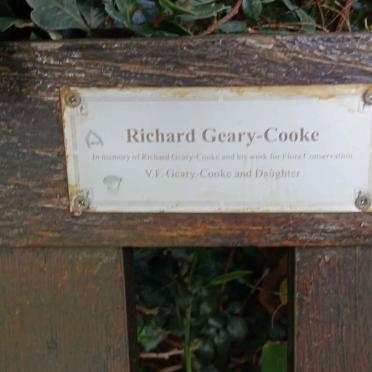 Richard Geary-Cooke
In memory of Richard Geary-Cooke and his work for Flora Conservation
V.F. Geary-Cooke and Daughter